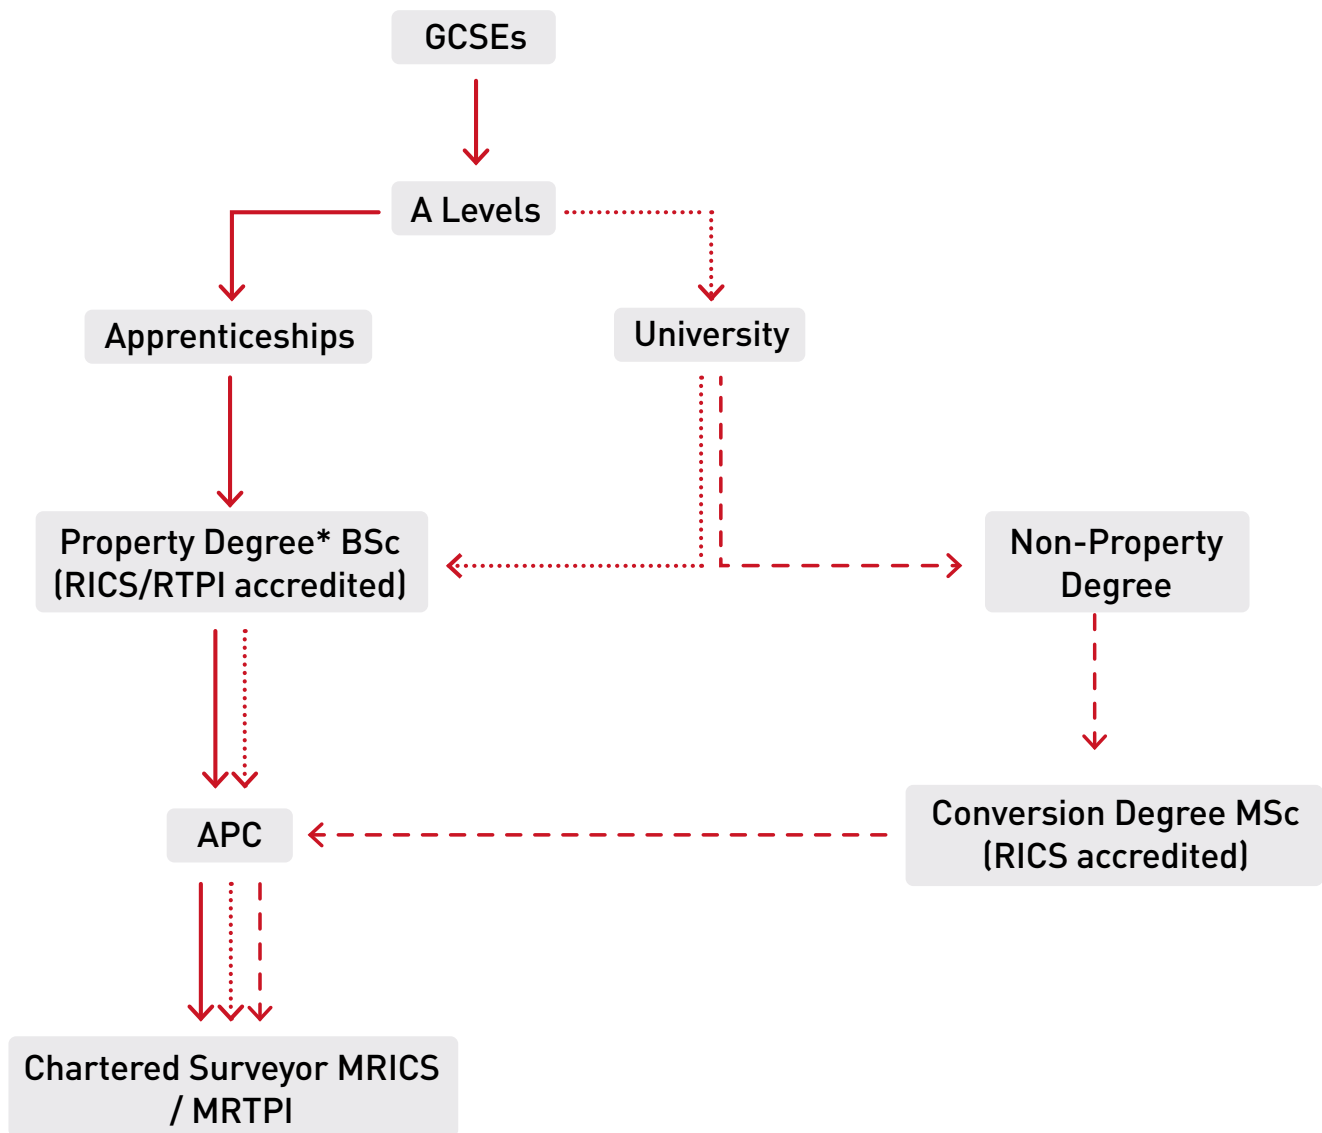 GCSEs
A Levels
Apprenticeships
University
Property Degree* BSc
(RICS/RTPI accredited)
Non-Property
Degree
APC
Conversion Degree MSc
(RICS accredited)
Chartered Surveyor MRICS
/ MRTPI